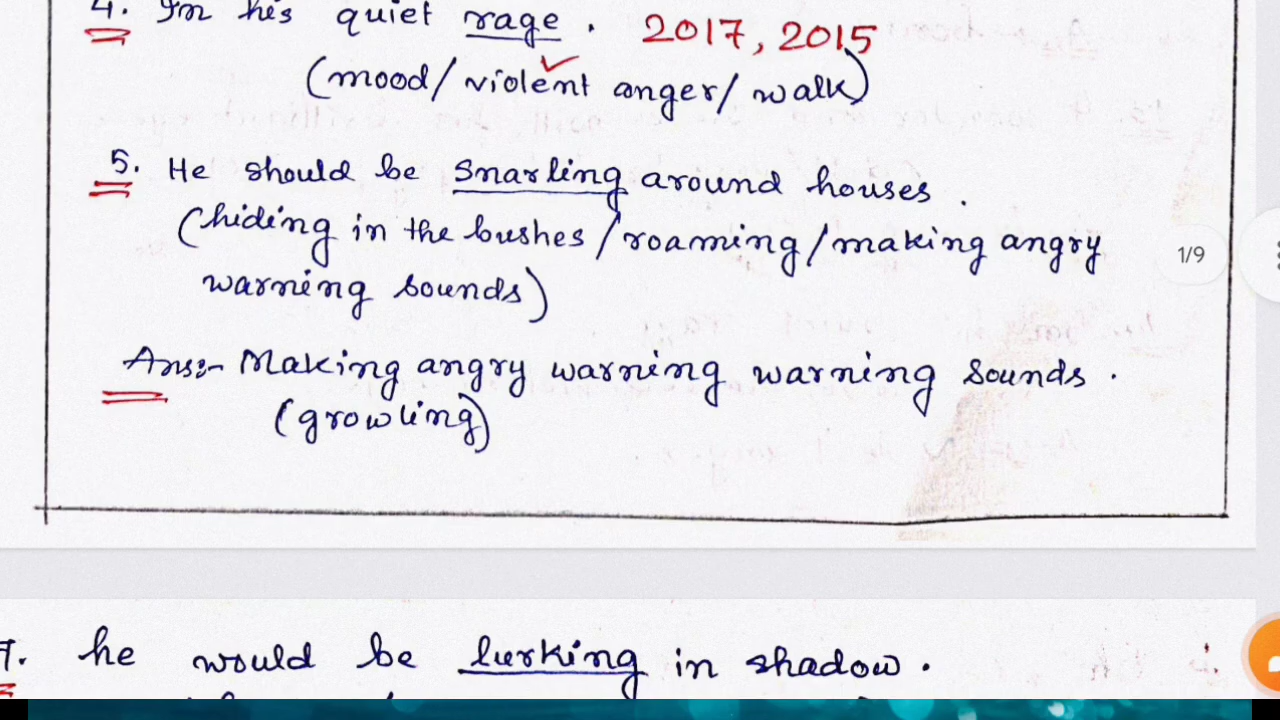 4. In his quiet rage. 2017, 2015
(mood/ violent anger/ walk)
5. He should be snarling around houses.
(hiding in the bushes / roaming / making angry
warning sounds)
1/9
Ans:- Making angry warning warning sounds.
(growling)
7. he would be lurking in shadow.